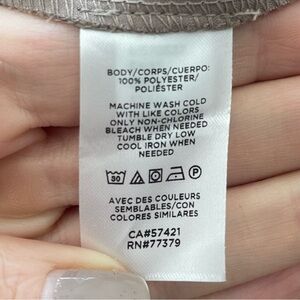 BODY/CORPS/CUERPO:
100% POLYESTER/
POLIÉSTER
MACHINE WASH COLD
WITH LIKE COLORS
ONLY NON-CHLORINE
BLEACH WHEN NEEDED
TUMBLE DRY LOW
COOL IRON WHEN
NEEDED
30 P
AVEC DES COULEURS
SEMBLABLES/CON
COLORES SIMILARES
CA#57421
RN#77379